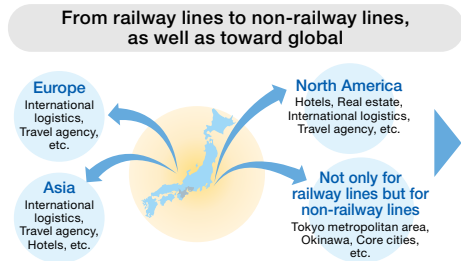 From railway lines to non-railway lines,
as well as toward global
Europe
International
logistics,
Travel agency,
etc.
Asia
International
logistics,
Travel agency,
Hotels, etc.
North America
Hotels, Real estate,
International logistics,
Travel agency, etc.
Not only for
railway lines but for
non-railway lines
Tokyo metropolitan area,
Okinawa, Core cities,
etc.